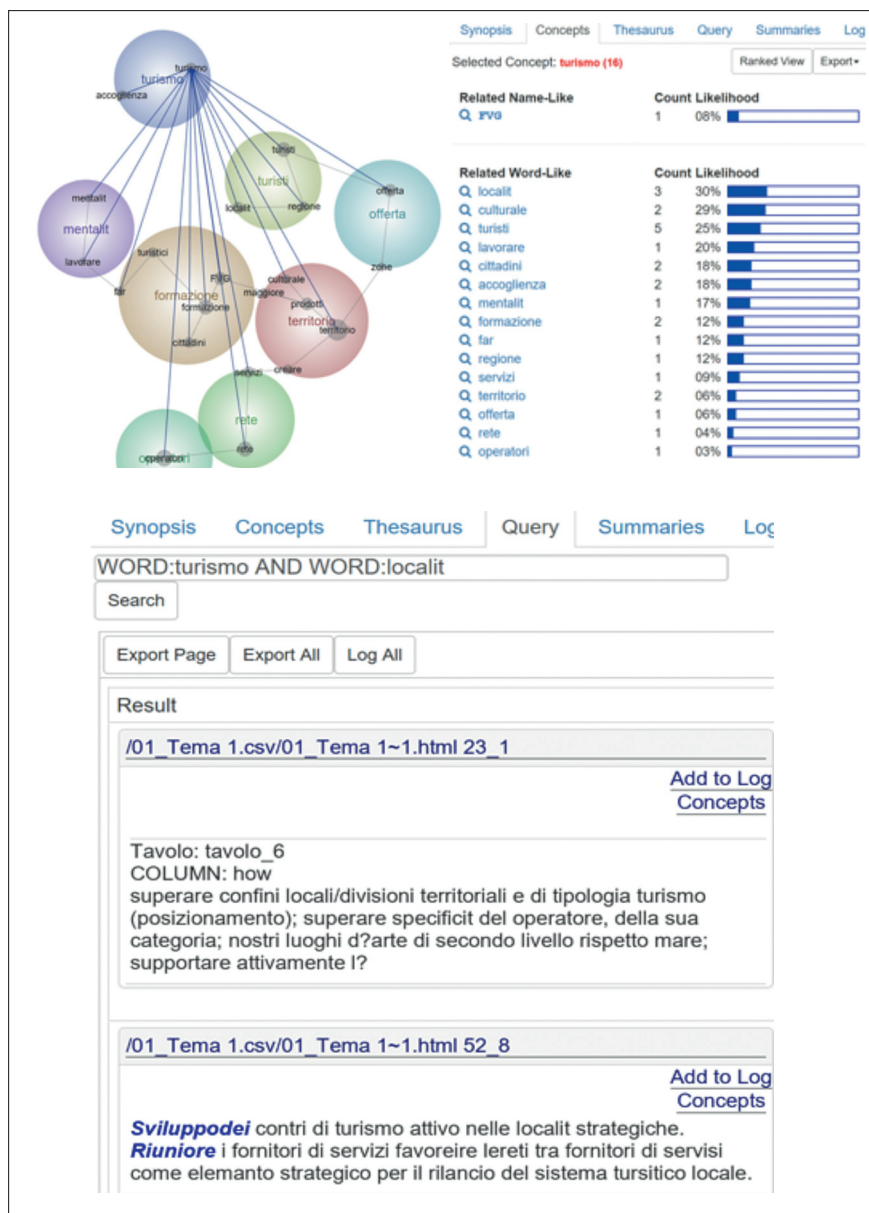 turismo
turismo
accoglienza
turisti
turisti
localit
regione
offerta
offerta
mentalit
mentalit
lavorare
turistici
far
FVG
culturale
zone
formazione
maggiore
formazione
prodotti
territorio
territorio
cittadini
servizi
creare
rete
rete
operatori
Synopsis Concepts Thesaurus Query Summaries Log
Selected Concept: turismo (16) Ranked View Export
Related Name-Like Count Likelihood
FVG 1 08%
Related Word-Like Count Likelihood
localit 3 30%
culturale 2 29%
turisti 5 25%
lavorare 1 20%
cittadini 2 18%
accoglienza 2 18%
mentalit 1 17%
formazione 2 12%
far 1 12%
regione 1 12%
servizi 1 09%
territorio 2 06%
offerta 1 06%
rete 1 04%
operatori 1 03%
Synopsis Concepts Thesaurus Query Summaries Log
WORD:turismo AND WORD:localit
Search
Export Page Export All Log All
Result
/01_Tema 1.csv/01_Tema 1~1.html 23_1
Add to Log
Concepts
Tavolo: tavolo_6
COLUMN: how
superare confini locali/divisioni territoriali e di tipologia turismo
(posizionamento); superare specificit del operatore, della sua
categoria; nostri luoghi d?arte di secondo livello rispetto mare;
supportare attivamente l?
/01_Tema 1.csv/01_Tema 1~1.html 52_8
Add to Log
Concepts
Sviluppodei contri di turismo attivo nelle localit strategiche.
Riuniore i fornitori di servizi favoreire lereti tra fornitori di servisi
come elemanto strategico per il rilancio del sistema tursitico locale.